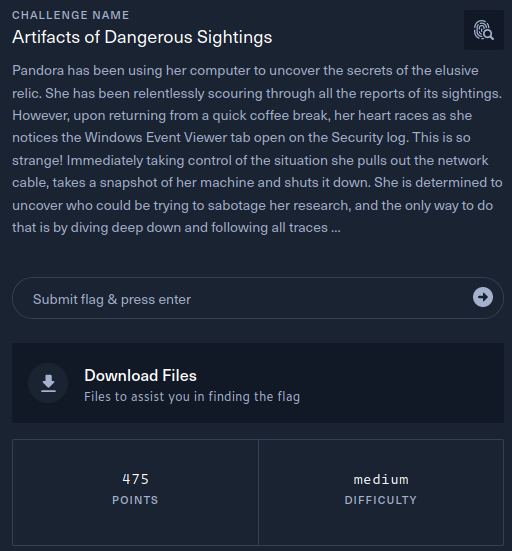 CHALLENGE NAME
Artifacts of Dangerous Sightings
Pandora has been using her computer to uncover the secrets of the elusive
relic. She has been relentlessly scouring through all the reports of its sightings.
However, upon returning from a quick coffee break, her heart races as she
notices the Windows Event Viewer tab open on the Security log. This is so
strange! Immediately taking control of the situation she pulls out the network
cable, takes a snapshot of her machine and shuts it down. She is determined to
uncover who could be trying to sabotage her research, and the only way to do
that is by diving deep down and following all traces ...
Submit flag & press enter
Download Files
Files to assist you in finding the flag
475
POINTS
medium
DIFFICULTY